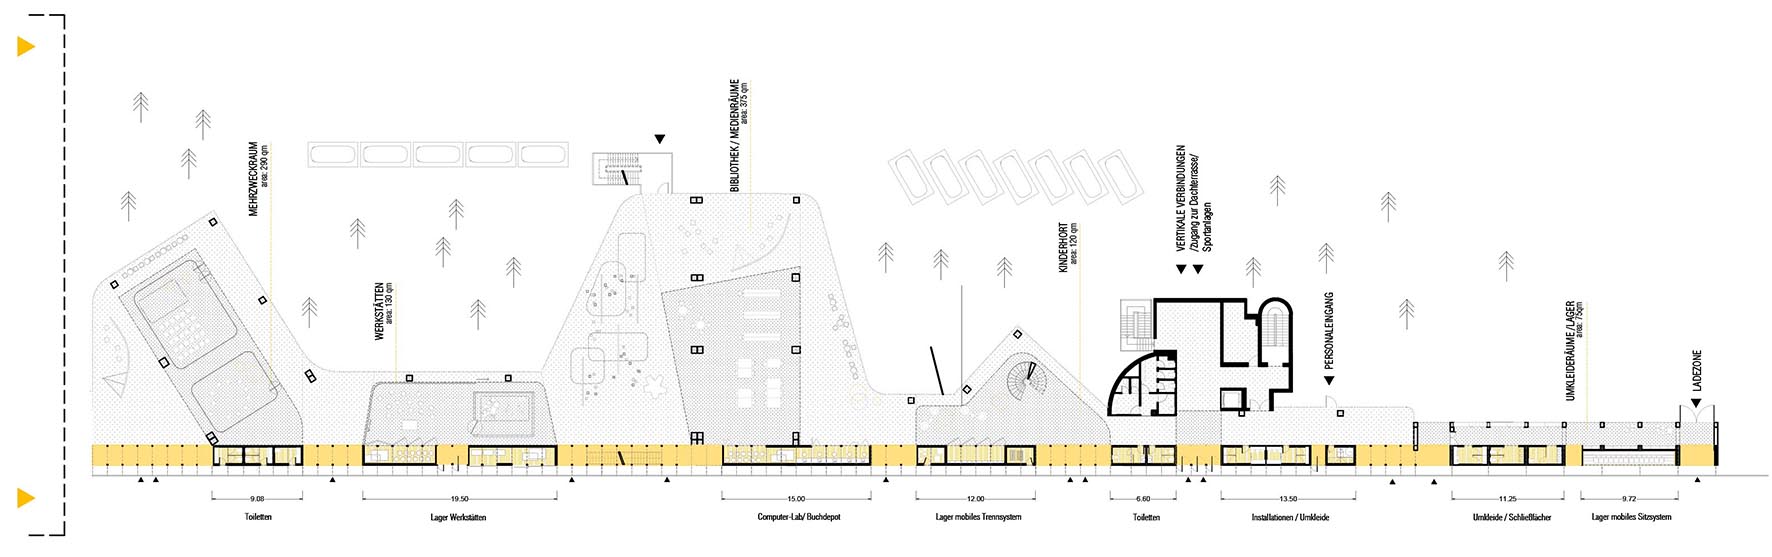 MEHRZWECKRAUM
area: 290 qm
WERKSTÄTTEN
area: 130 qm
BIBLIOTHEK / MEDIENRÄUME
area: 375 qm
KINDERHORT
area: 120 qm
VERTIKALE VERBINDUNGEN
/Zugang zur Dachterrasse/
Sportanlagen
PERSONALEINGANG
UMKLEIDERÄUME /LAGER
area: 75qm
LADEZONE
9.08
19.50
15.00
12.00
6.60
13.50
11.25
9.72
Toiletten
Lager Werkstätten
Computer-Lab/ Buchdepot
Lager mobiles Trennsystem
Toiletten
Installationen / Umkleide
Umkleide / Schließfächer
Lager mobiles Sitzsystem